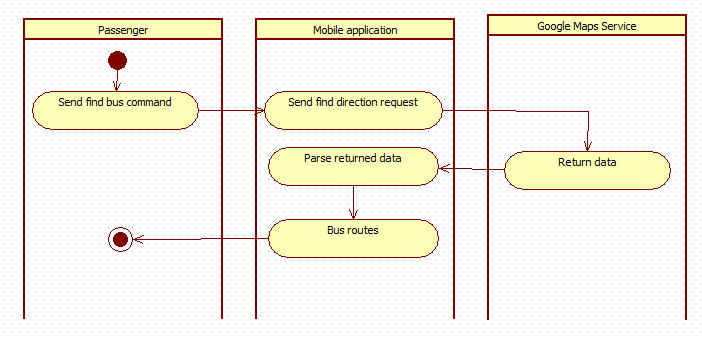 Passenger
Mobile application
Google Maps Service
Send find bus command
Send find direction request
Parse returned data
Return data
Bus routes